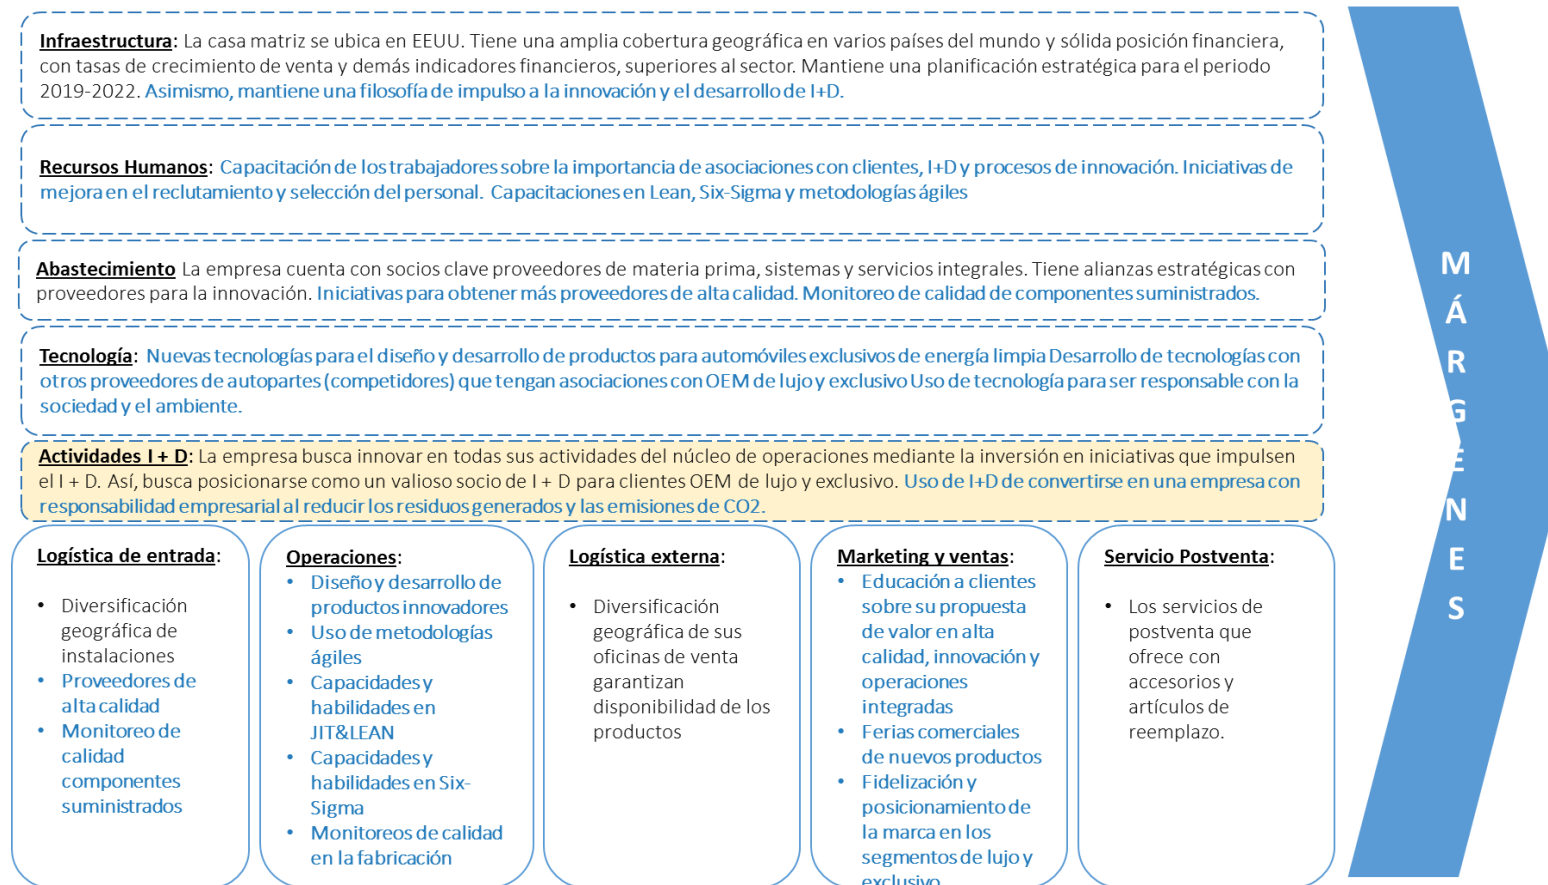 Infraestructura: La casa matriz se ubica en EEUU. Tiene una amplia cobertura geográfica en varios países del mundo y sólida posición financiera,
con tasas de crecimiento de venta y demás indicadores financieros, superiores al sector. Mantiene una planificación estratégica para el periodo
2019-2022. Asimismo, mantiene una filosofía de impulso a la innovación y el desarrollo de I+D.
Recursos Humanos: Capacitación de los trabajadores sobre la importancia de asociaciones con clientes, I+D y procesos de innovación. Iniciativas de
mejora en el reclutamiento y selección del personal. Capacitaciones en Lean, Six-Sigma y metodologías ágiles
Abastecimiento La empresa cuenta con socios clave proveedores de materia prima, sistemas y servicios integrales. Tiene alianzas estratégicas con
proveedores para la innovación. Iniciativas para obtener más proveedores de alta calidad. Monitoreo de calidad de componentes suministrados.
Tecnología: Nuevas tecnologías para el diseño y desarrollo de productos para automóviles exclusivos de energía limpia Desarrollo de tecnologías con
otros proveedores de autopartes (competidores) que tengan asociaciones con OEM de lujo y exclusivo Uso de tecnología para ser responsable con la
sociedad y el ambiente.
Actividades I + D: La empresa busca innovar en todas sus actividades del núcleo de operaciones mediante la inversión en iniciativas que impulsen
el I + D. Así, busca posicionarse como un valioso socio de I + D para clientes OEM de lujo y exclusivo. Uso de I+D de convertirse en una empresa con
responsabilidad empresarial al reducir los residuos generados y las emisiones de CO2.
Logística de entrada:
• Diversificación
geográfica de
instalaciones
• Proveedores de
alta calidad
• Monitoreo de
calidad
componentes
suministrados
Operaciones:
• Diseño y desarrollo de
productos innovadores
• Uso de metodologías
ágiles
• Capacidades y
habilidades en
JIT&LEAN
• Capacidades y
habilidades en Six-
Sigma
• Monitoreos de calidad
en la fabricación
Logística externa:
• Diversificación
geográfica de sus
oficinas de venta
garantizan
disponibilidad de los
productos
Marketing y ventas:
• Educación a clientes
sobre su propuesta
de valor en alta
calidad, innovación y
operaciones
integradas
• Ferias comerciales
de nuevos productos
• Fidelización y
posicionamiento de
la marca en los
segmentos de lujo y
exclusivo
Servicio Postventa:
• Los servicios de
postventa que
ofrece con
accesorios y
artículos de
reemplazo.
M
Á
R
G
E
N
E
S